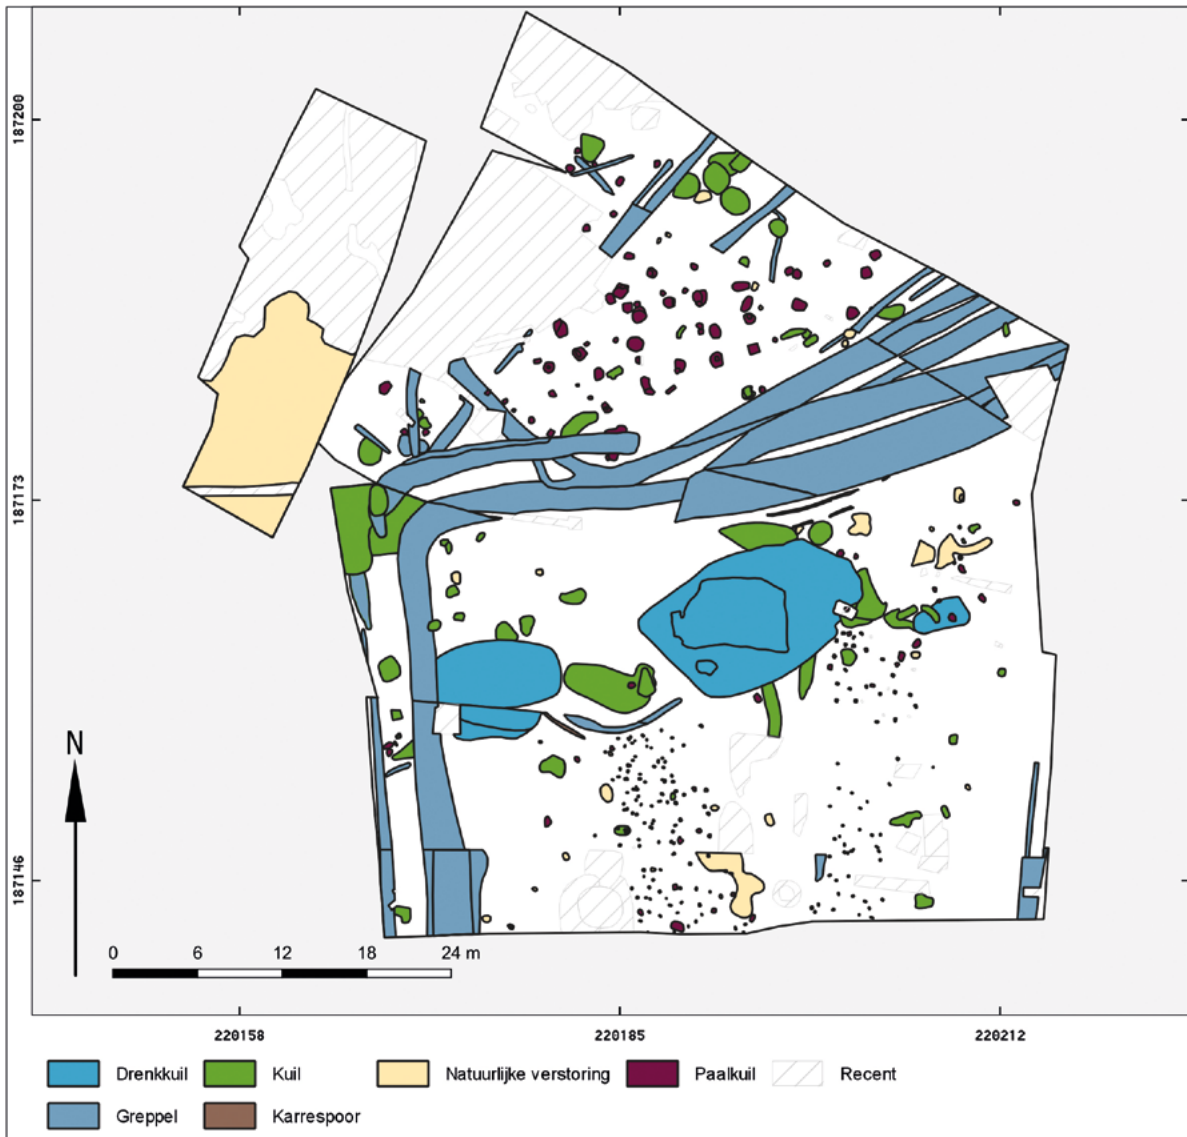 187200
187173
187146
N
0 6 12 18 24 m
220158 220185 220212
Drenkkuil Kuil Natuurlijke verstoring Paalkuil Recent
Greppel Karrespoor